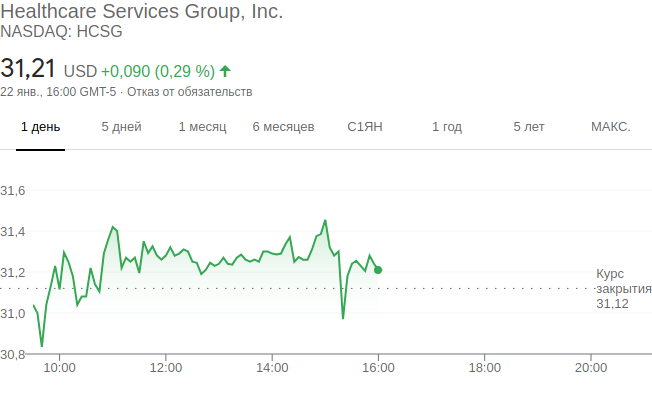 Healthcare Services Group, Inc.
NASDAQ: HCSG
31,21 USD +0,090 (0,29 %)
22 янв., 16:00 GMT-5 · Отказ от обязательств
1 день 5 дней 1 месяц 6 месяцев С1ЯН 1 год 5 лет МАКС.
31,6
31,4
31,2
Курс
закрытия
31,12
31,0
30,8
10:00 12:00 14:00 16:00 18:00 20:00